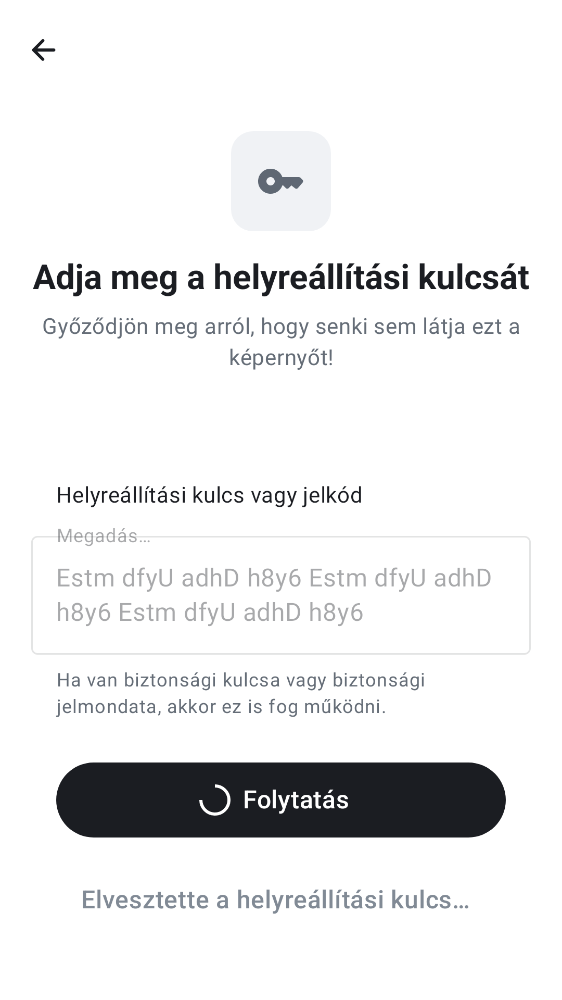 Adja meg a helyreállítási kulcsát
Győződjön meg arról, hogy senki sem látja ezt a
képernyőt!
Helyreállítási kulcs vagy jelkód
Megadás…
Estm dfyU adhD h8y6 Estm dfyU adhD
h8y6 Estm dfyU adhD h8y6
Ha van biztonsági kulcsa vagy biztonsági
jelmondata, akkor ez is fog működni.
Folytatás
Elvesztette a helyreállítási kulcs…